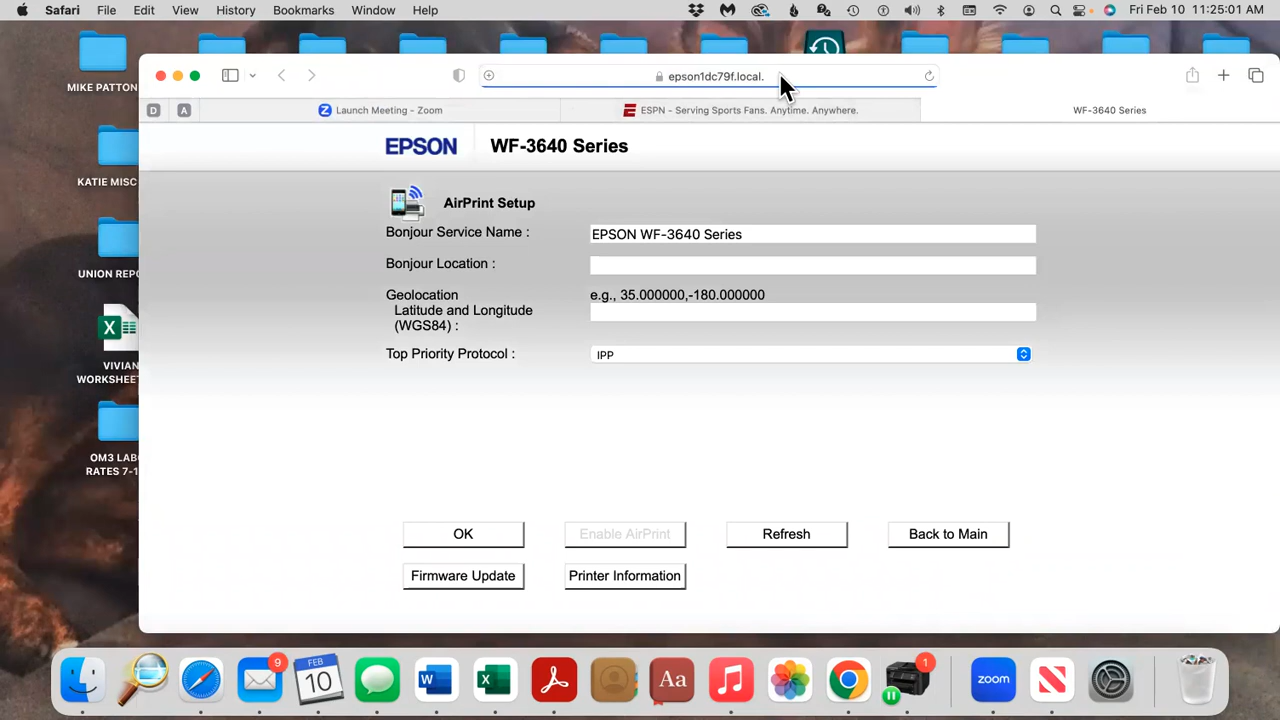 Safari File Edit View History Bookmarks Window Help Fri Feb 10 11:25:01 AM
epson1dc79f.local.
D A Launch Meeting - Zoom ESPN - Serving Sports Fans. Anytime. Anywhere. WF-3640 Series
MIKE PATTON
KATIE MISC
UNION REPO
VIVIAN
WORKSHEET
OM3 LAB
RATES 7-1
EPSON WF-3640 Series
AirPrint Setup
Bonjour Service Name : EPSON WF-3640 Series
Bonjour Location :
Geolocation e.g., 35.000000,-180.000000
Latitude and Longitude
(WGS84) :
Top Priority Protocol : IPP
OK Enable AirPrint Refresh Back to Main
Firmware Update Printer Information
9 FEB 10 W X Aa 1 zoom